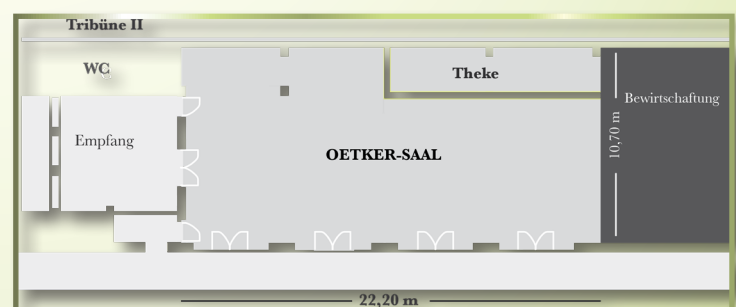 Tribüne II
WC
Theke
Bewirtschaftung
Empfang
10,70 m
OETKER-SAAL
22,20 m